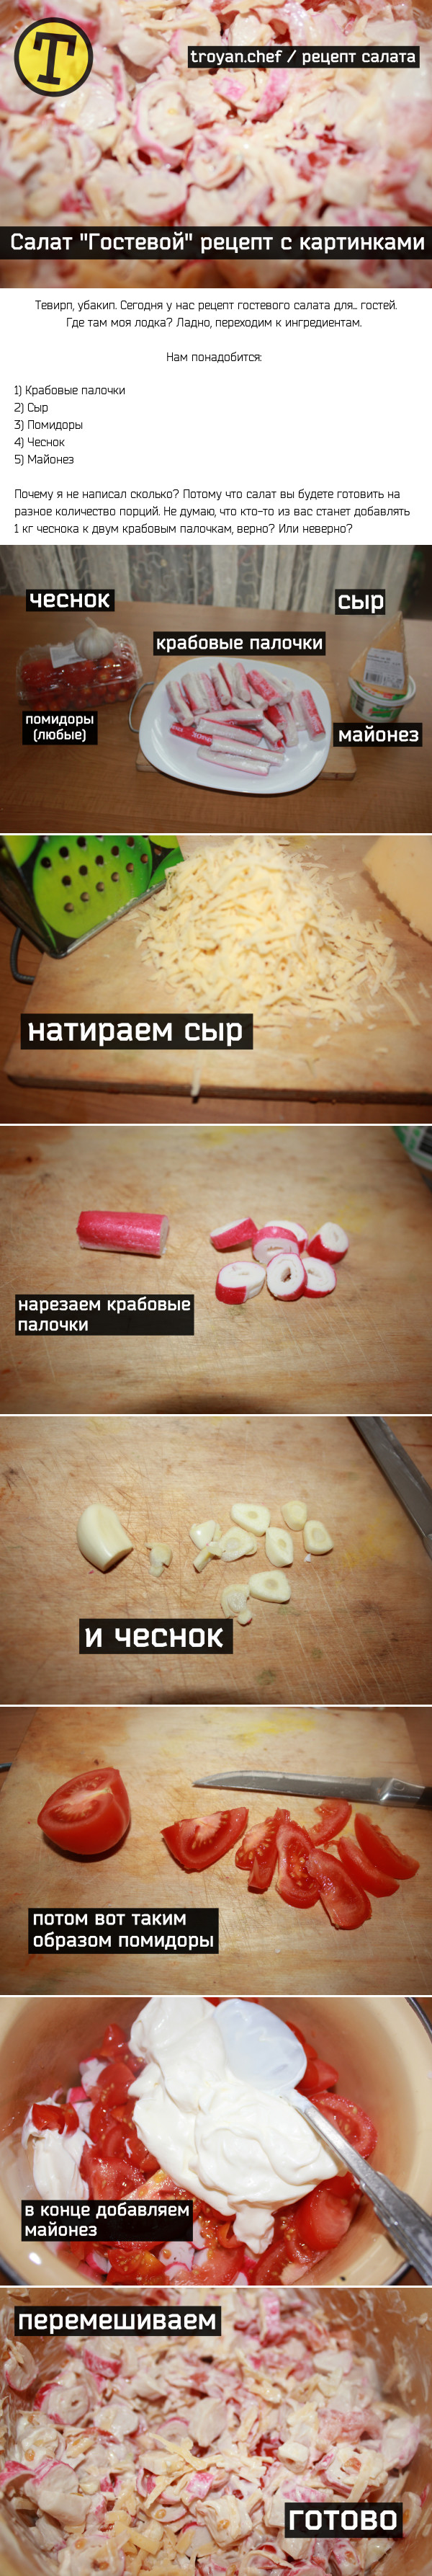 T
troyan.chef / рецепт салата
Салат "Гостевой" рецепт с картинками
Тевирп, убакип. Сегодня у нас рецепт гостевого салата для... гостей.
Где там моя лодка? Ладно, переходим к ингредиентам.
Нам понадобится:
1) Крабовые палочки
2) Сыр
3) Помидоры
4) Чеснок
5) Майонез
Почему я не написал сколько? Потому что салат вы будете готовить на
разное количество порций. Не думаю, что кто-то из вас станет добавлять
1 кг чеснока к двум крабовым палочкам, верно? Или неверно?
чеснок
сыр
крабовые палочки
помидоры
(любые)
майонез
натираем сыр
нарезаем крабовые
палочки
и чеснок
потом вот таким
образом помидоры
в конце добавляем
майонез
перемешиваем
готово